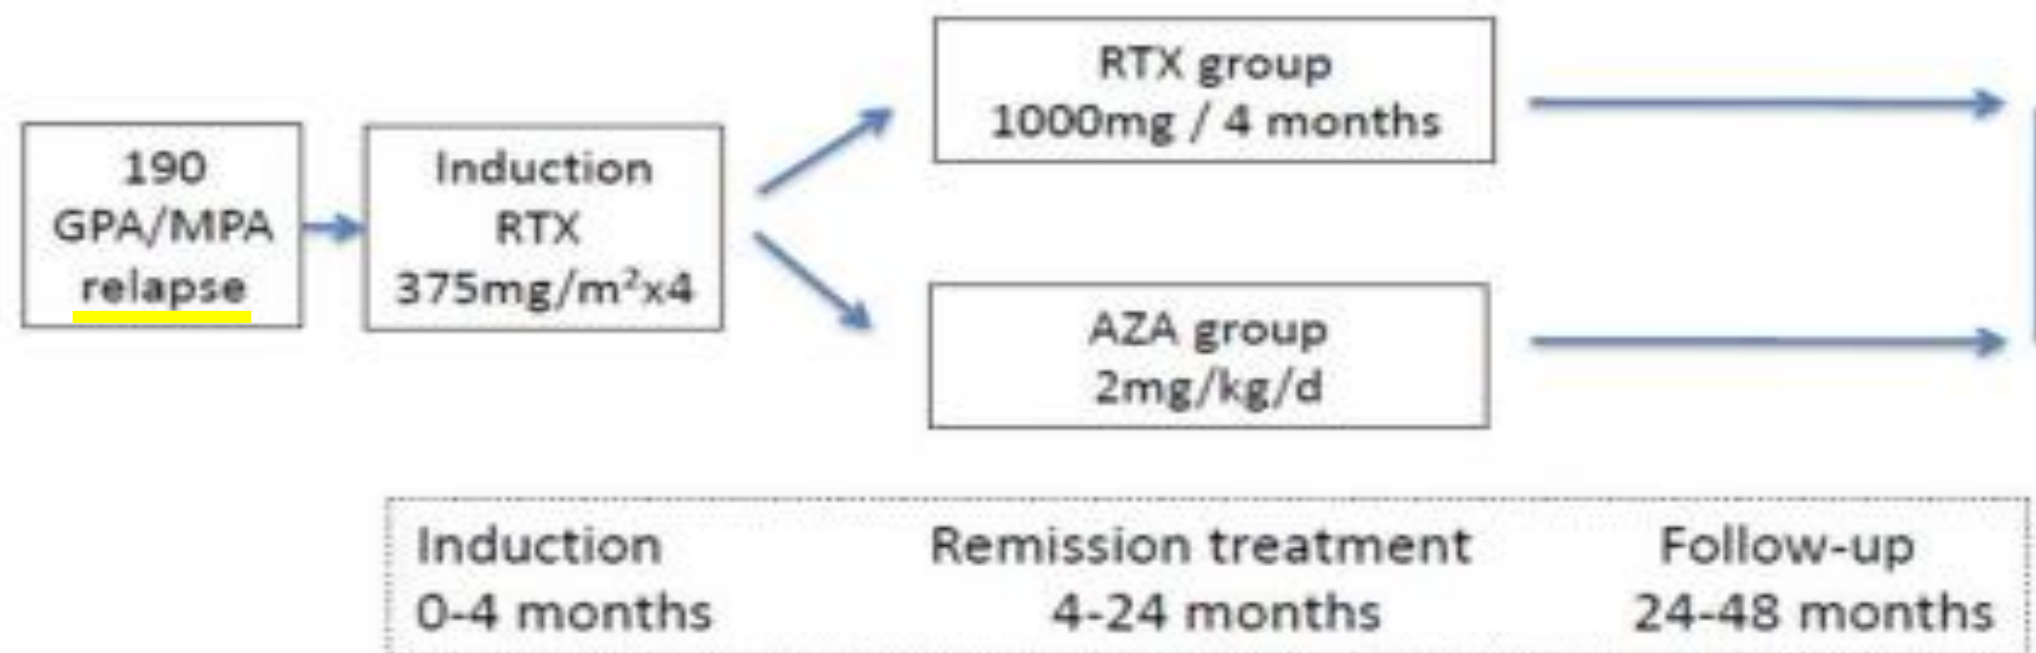 190
GPA/MPA
relapse
Induction
RTX
375mg/m²x4
RTX group
1000mg / 4 months
AZA group
2mg/kg/d
Induction
0-4 months
Remission treatment
4-24 months
Follow-up
24-48 months